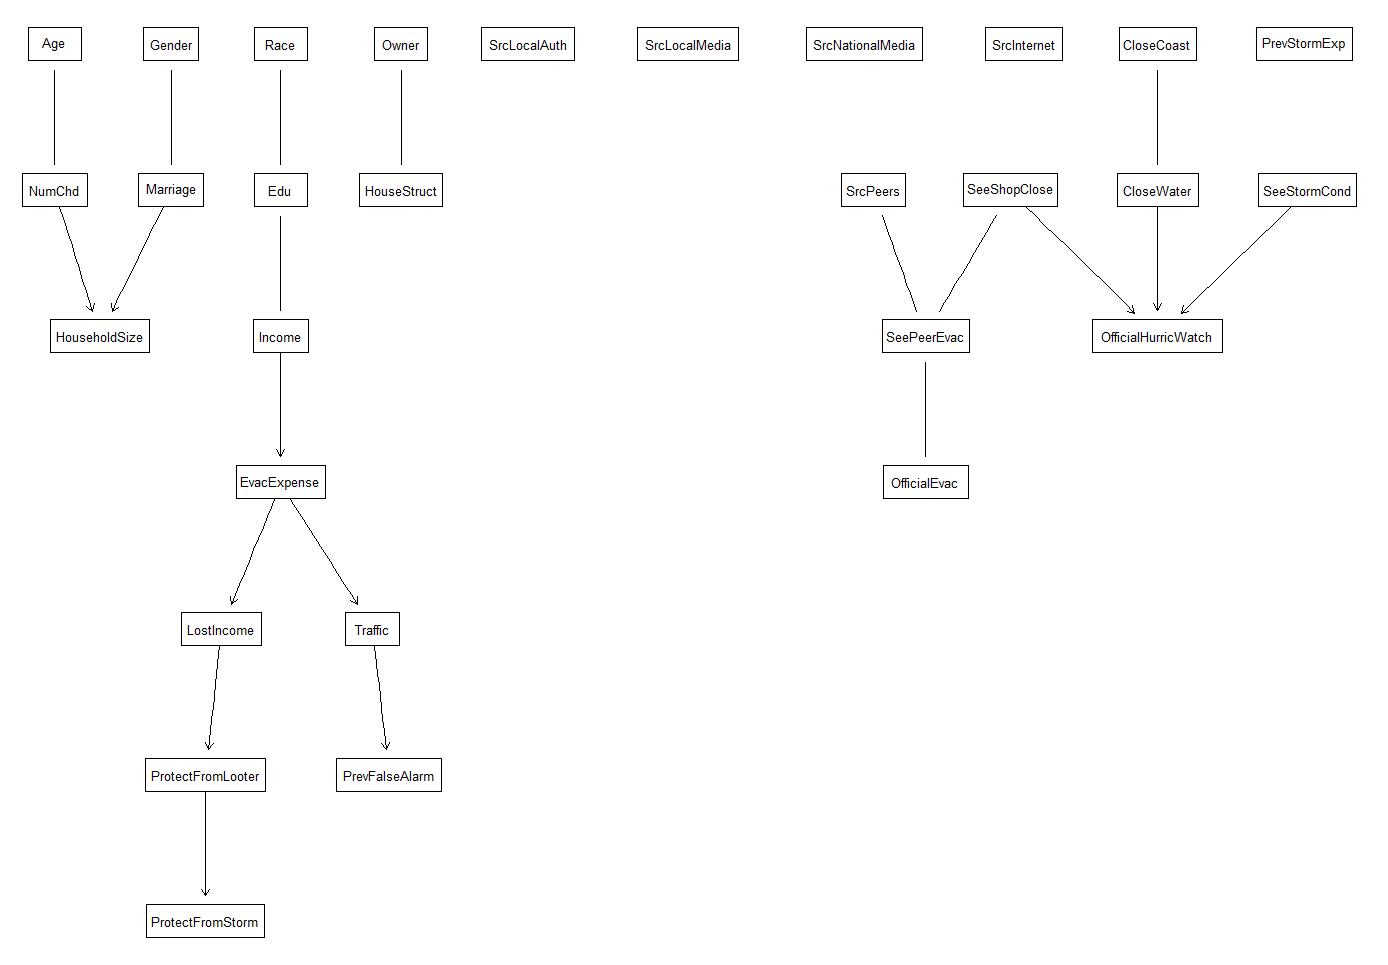 Age
Gender
Race
Owner
SrcLocalAuth
SrcLocalMedia
SrcNationalMedia
SrcInternet
CloseCoast
PrevStormExp
NumChd
Marriage
Edu
HouseStruct
SrcPeers
SeeShopClose
CloseWater
SeeStormCond
HouseholdSize
Income
SeePeerEvac
OfficialHurricWatch
EvacExpense
OfficialEvac
LostIncome
Traffic
ProtectFromLooter
PrevFalseAlarm
ProtectFromStorm